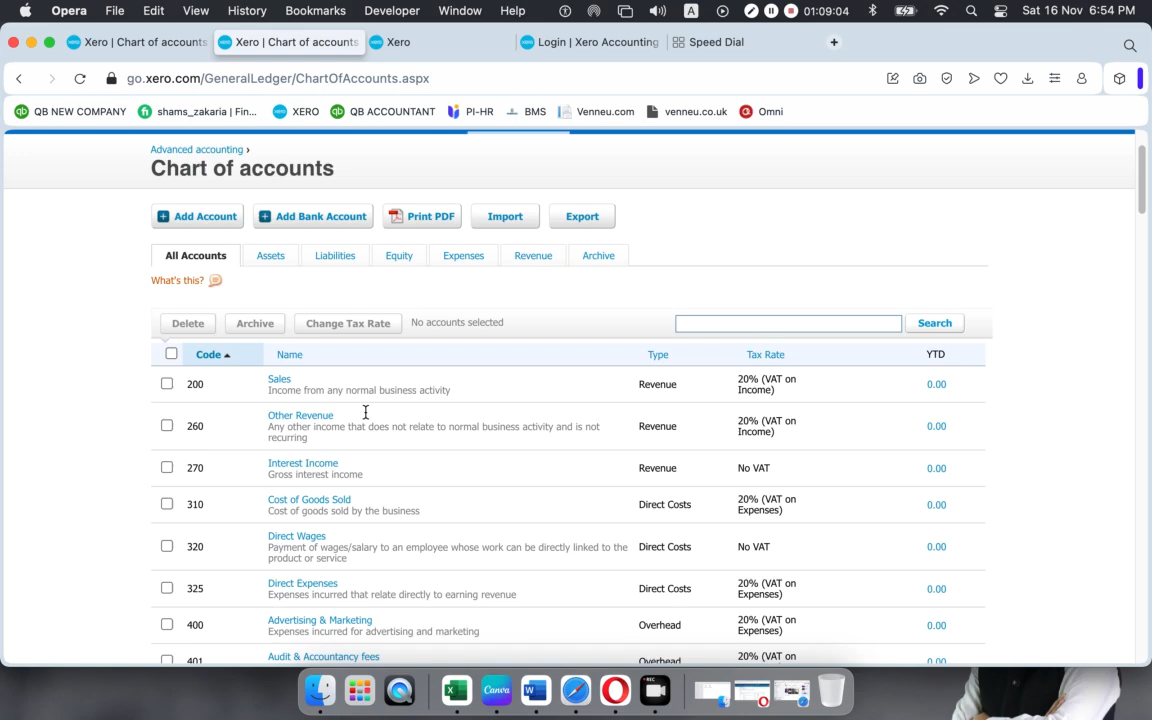 Opera File Edit View History Bookmarks Developer Window Help A 01:09:04 Sat 16 Nov 6:54 PM
Xero | Chart of accounts Xero | Chart of accounts Xero Login | Xero Accounting Speed Dial +
go.xero.com/GeneralLedger/ChartOfAccounts.aspx
QB NEW COMPANY shams_zakaria | Fin... XERO QB ACCOUNTANT PI-HR BMS Venneu.com venneu.co.uk Omni
Advanced accounting ›
Chart of accounts
Add Account Add Bank Account Print PDF Import Export
All Accounts Assets Liabilities Equity Expenses Revenue Archive
What's this?
Delete Archive Change Tax Rate No accounts selected Search
Code Name Type Tax Rate YTD
200 Sales Revenue 20% (VAT on Income) 0.00
Income from any normal business activity
260 Other Revenue Revenue 20% (VAT on Income) 0.00
Any other income that does not relate to normal business activity and is not
recurring
270 Interest Income Revenue No VAT 0.00
Gross interest income
310 Cost of Goods Sold Direct Costs 20% (VAT on Expenses) 0.00
Cost of goods sold by the business
320 Direct Wages Direct Costs No VAT 0.00
Payment of wages/salary to an employee whose work can be directly linked to the
product or service
325 Direct Expenses Direct Costs 20% (VAT on Expenses) 0.00
Expenses incurred that relate directly to earning revenue
400 Advertising & Marketing Overhead 20% (VAT on Expenses) 0.00
Expenses incurred for advertising and marketing
401 Audit & Accountancy fees Overhead 20% (VAT on 0.00
Canva REC